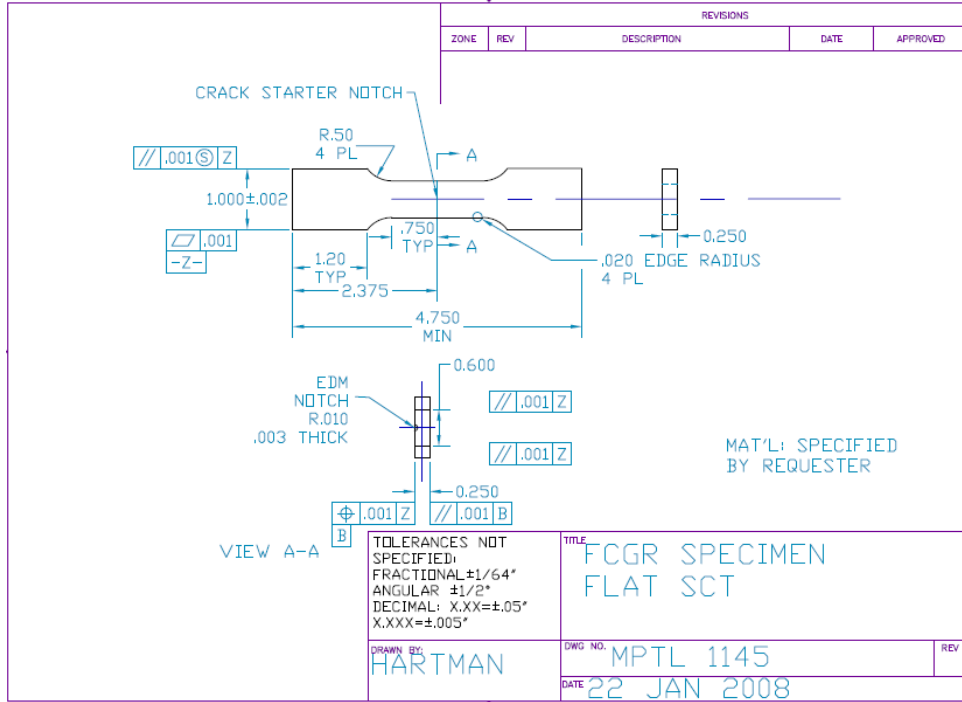 REVISIONS
ZONE REV DESCRIPTION DATE APPROVED
CRACK STARTER NOTCH
R.50
4 PL
A
// .001 Ⓢ Z
1.000±.002
⏥ .001
-Z-
.750
TYP
A
0.250
.020 EDGE RADIUS
4 PL
1.20
TYP
2.375
4.750
MIN
0.600
EDM
NOTCH
R.010
.003 THICK
// .001 Z
// .001 Z
MAT'L: SPECIFIED
BY REQUESTER
0.250
⌖ .001 Z // .001 B
B
VIEW A-A
TOLERANCES NOT
SPECIFIED:
FRACTIONAL±1/64"
ANGULAR ±1/2°
DECIMAL: X.XX=±.05"
X.XXX=±.005"
TITLE
FCGR SPECIMEN
FLAT SCT
DRAWN BY:
HARTMAN
DWG NO. MPTL 1145
REV
DATE 22 JAN 2008